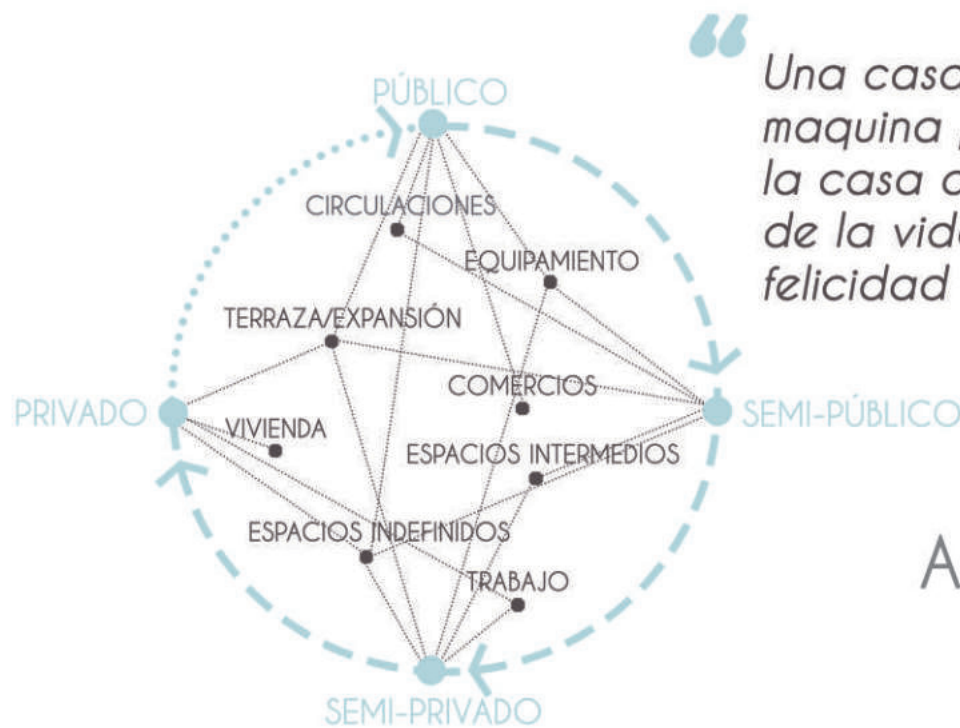 “
Una casa
maquina
la casa
de la vida
felicidad
PÚBLICO
CIRCULACIONES
EQUIPAMIENTO
TERRAZA/EXPANSIÓN
COMERCIOS
PRIVADO
SEMI-PÚBLICO
VIVIENDA
ESPACIOS INTERMEDIOS
ESPACIOS INDEFINIDOS
TRABAJO
SEMI-PRIVADO